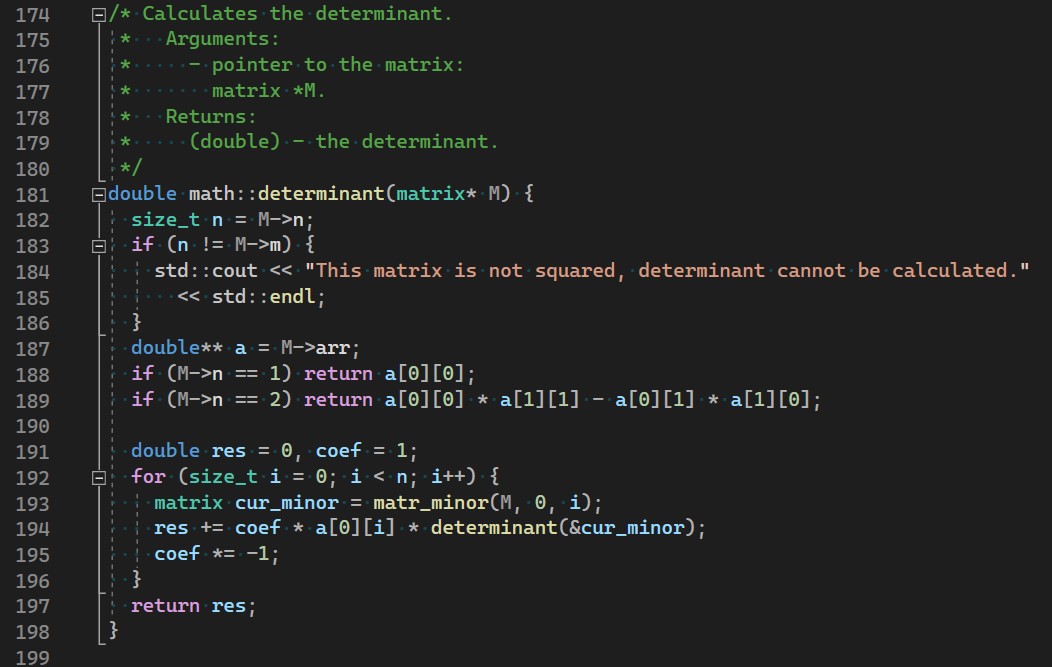 174 /* Calculates the determinant.
175  *   Arguments:
176  *     - pointer to the matrix:
177  *       matrix *M.
178  *   Returns:
179  *     (double) - the determinant.
180  */
181 double math::determinant(matrix* M) {
182   size_t n = M->n;
183   if (n != M->m) {
184     std::cout << "This matrix is not squared, determinant cannot be calculated."
185       << std::endl;
186   }
187   double** a = M->arr;
188   if (M->n == 1) return a[0][0];
189   if (M->n == 2) return a[0][0] * a[1][1] - a[0][1] * a[1][0];
190
191   double res = 0, coef = 1;
192   for (size_t i = 0; i < n; i++) {
193     matrix cur_minor = matr_minor(M, 0, i);
194     res += coef * a[0][i] * determinant(&cur_minor);
195     coef *= -1;
196   }
197   return res;
198 }
199